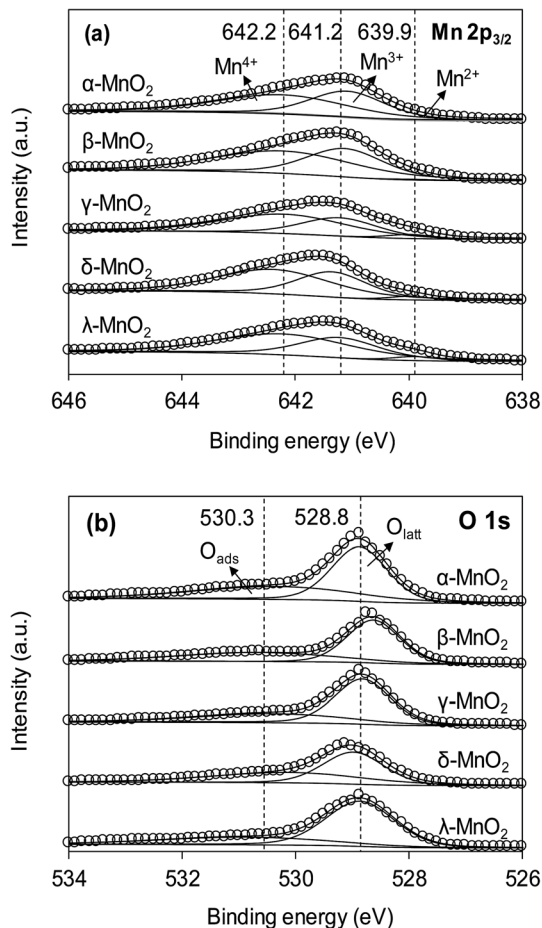 (a)
642.2 641.2 639.9 Mn 2p3/2
Mn4+ Mn3+ Mn2+
α-MnO2
β-MnO2
γ-MnO2
δ-MnO2
λ-MnO2
Intensity (a.u.)
646 644 642 640 638
Binding energy (eV)
(b)
530.3 528.8 O 1s
Oads Olatt
α-MnO2
β-MnO2
γ-MnO2
δ-MnO2
λ-MnO2
Intensity (a.u.)
534 532 530 528 526
Binding energy (eV)